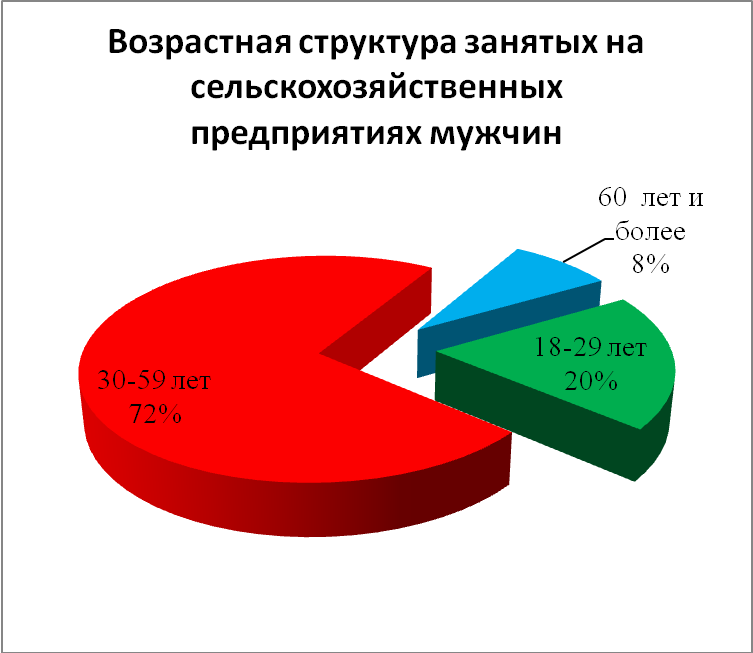 Возрастная структура занятых на
сельскохозяйственных
предприятиях мужчин
60 лет и
более
8%
18-29 лет
20%
30-59 лет
72%